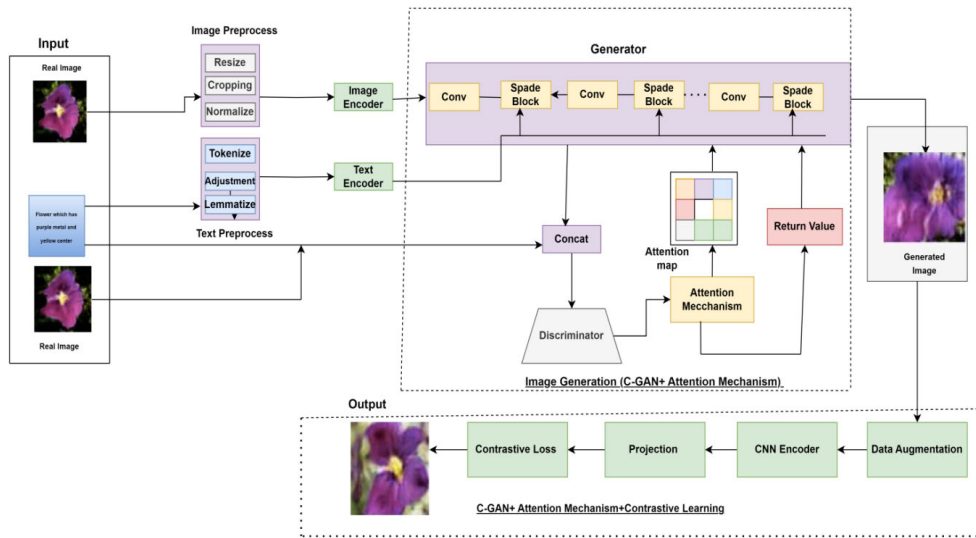 Input
Real Image
Flower which has
purple metal and
yellow center
Real Image
Image Preprocess
Resize
Cropping
Normalize
Tokenize
Adjustment
Lemmatize
Text Preprocess
Image
Encoder
Text
Encoder
Generator
Conv
Spade
Block
Conv
Spade
Block
Conv
Spade
Block
Concat
Discriminator
Attention
map
Attention
Mecchanism
Return Value
Image Generation (C-GAN+ Attention Mechanism)
Generated
Image
Output
Contrastive Loss
Projection
CNN Encoder
Data Augmentation
C-GAN+ Attention Mechanism+Contrastive Learning